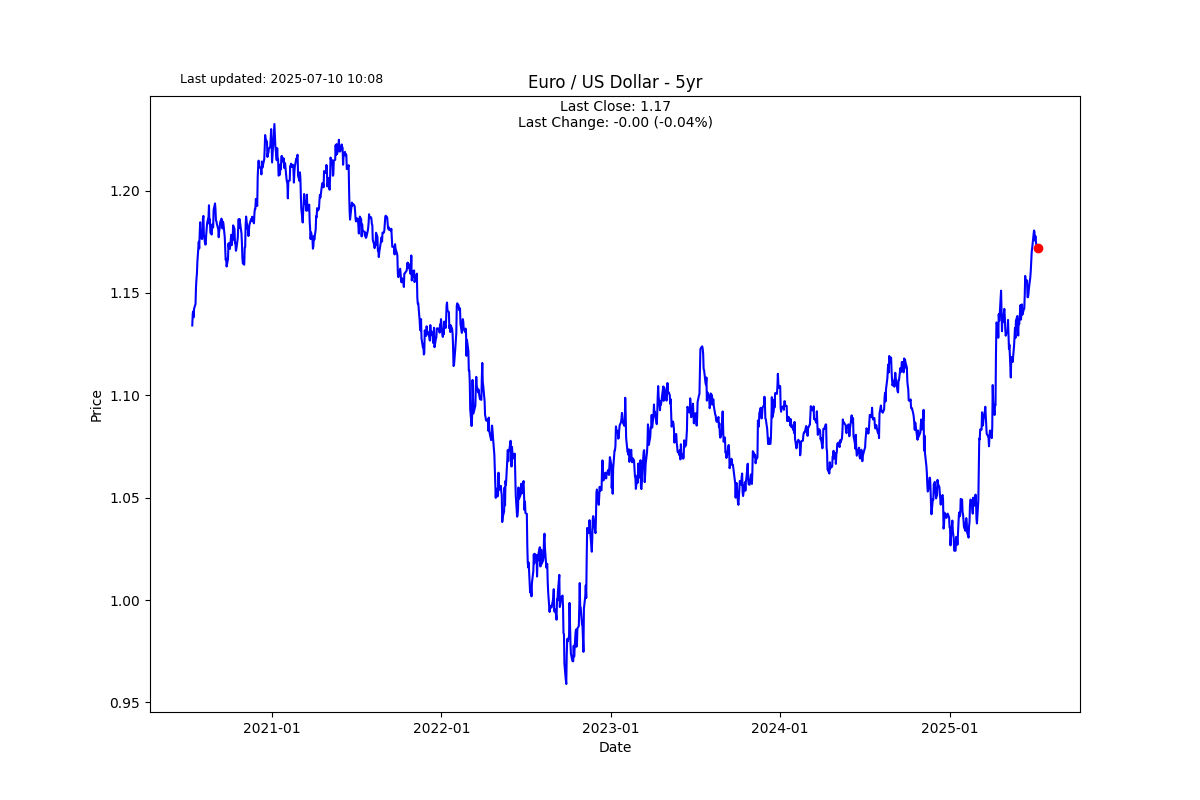 Last updated: 2025-07-10 10:08
Euro / US Dollar - 5yr
Last Close: 1.17
Last Change: -0.00 (-0.04%)
Price
1.20
1.15
1.10
1.05
1.00
0.95
2021-01
2022-01
2023-01
2024-01
2025-01
Date